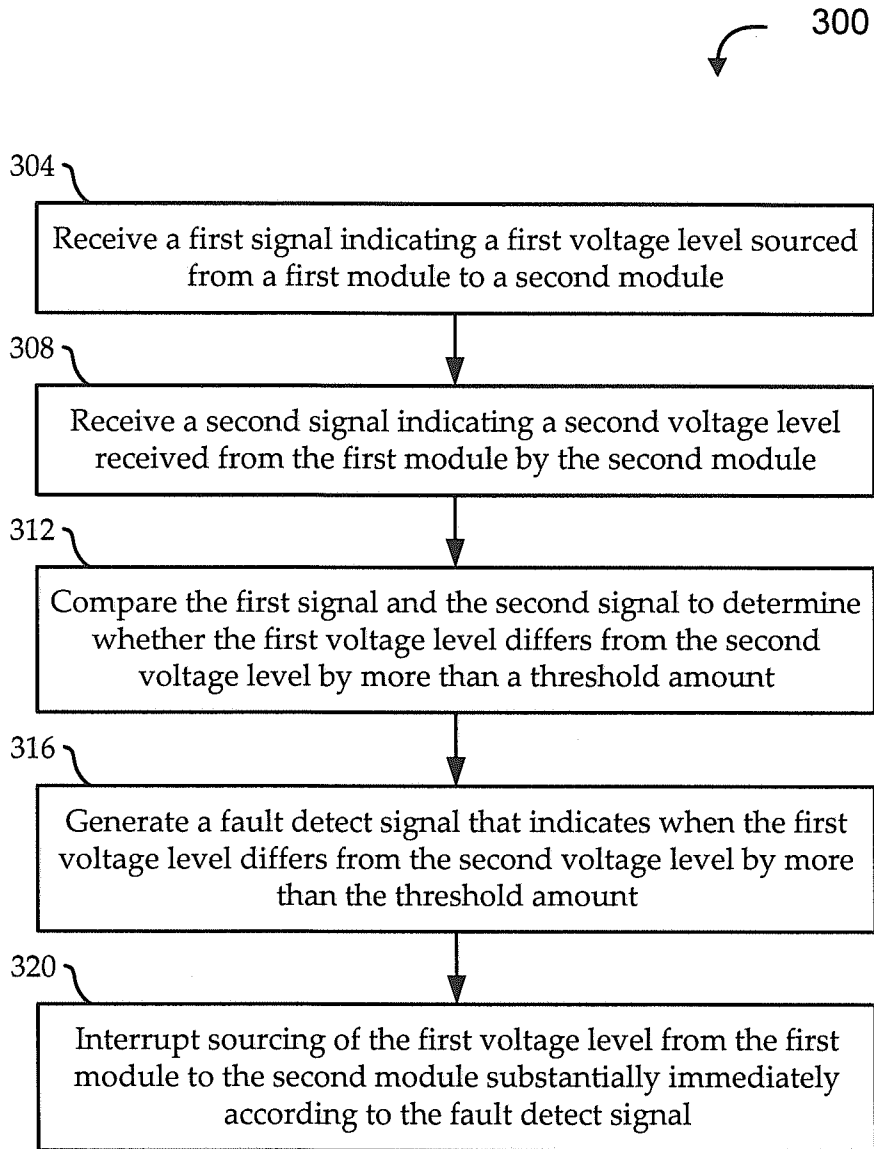 300
304
Receive a first signal indicating a first voltage level sourced
from a first module to a second module
308
Receive a second signal indicating a second voltage level
received from the first module by the second module
312
Compare the first signal and the second signal to determine
whether the first voltage level differs from the second
voltage level by more than a threshold amount
316
Generate a fault detect signal that indicates when the first
voltage level differs from the second voltage level by more
than the threshold amount
320
Interrupt sourcing of the first voltage level from the first
module to the second module substantially immediately
according to the fault detect signal